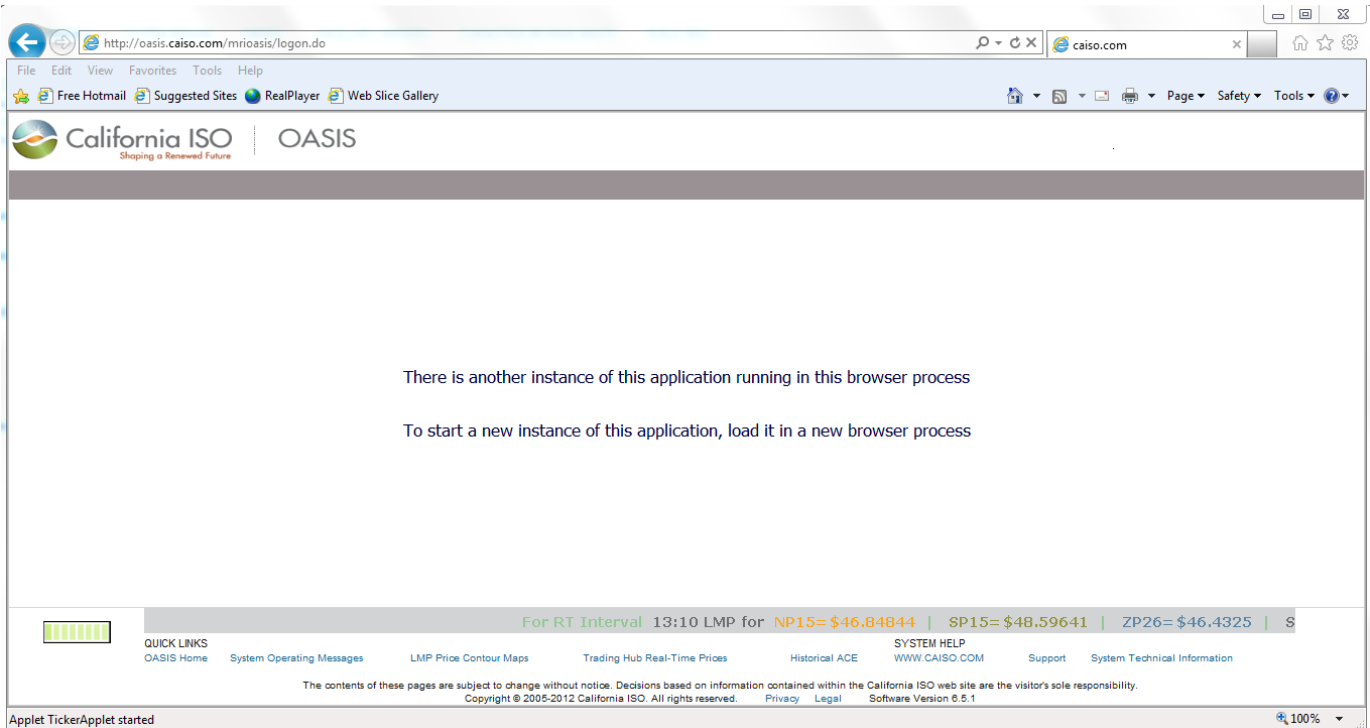 http://oasis.caiso.com/mrioasis/logon.do
caiso.com
File Edit View Favorites Tools Help
Free Hotmail Suggested Sites RealPlayer Web Slice Gallery
Page Safety Tools
California ISO OASIS
Shaping a Renewed Future
There is another instance of this application running in this browser process
To start a new instance of this application, load it in a new browser process
For RT Interval 13:10 LMP for NP15= $46.84844 | SP15= $48.59641 | ZP26= $46.4325 | S
QUICK LINKS SYSTEM HELP
OASIS Home System Operating Messages LMP Price Contour Maps Trading Hub Real-Time Prices Historical ACE WWW.CAISO.COM Support System Technical Information
The contents of these pages are subject to change without notice. Decisions based on information contained within the California ISO web site are the visitor's sole responsibility.
Copyright © 2005-2012 California ISO. All rights reserved. Privacy Legal Software Version 6.5.1
Applet TickerApplet started 100%